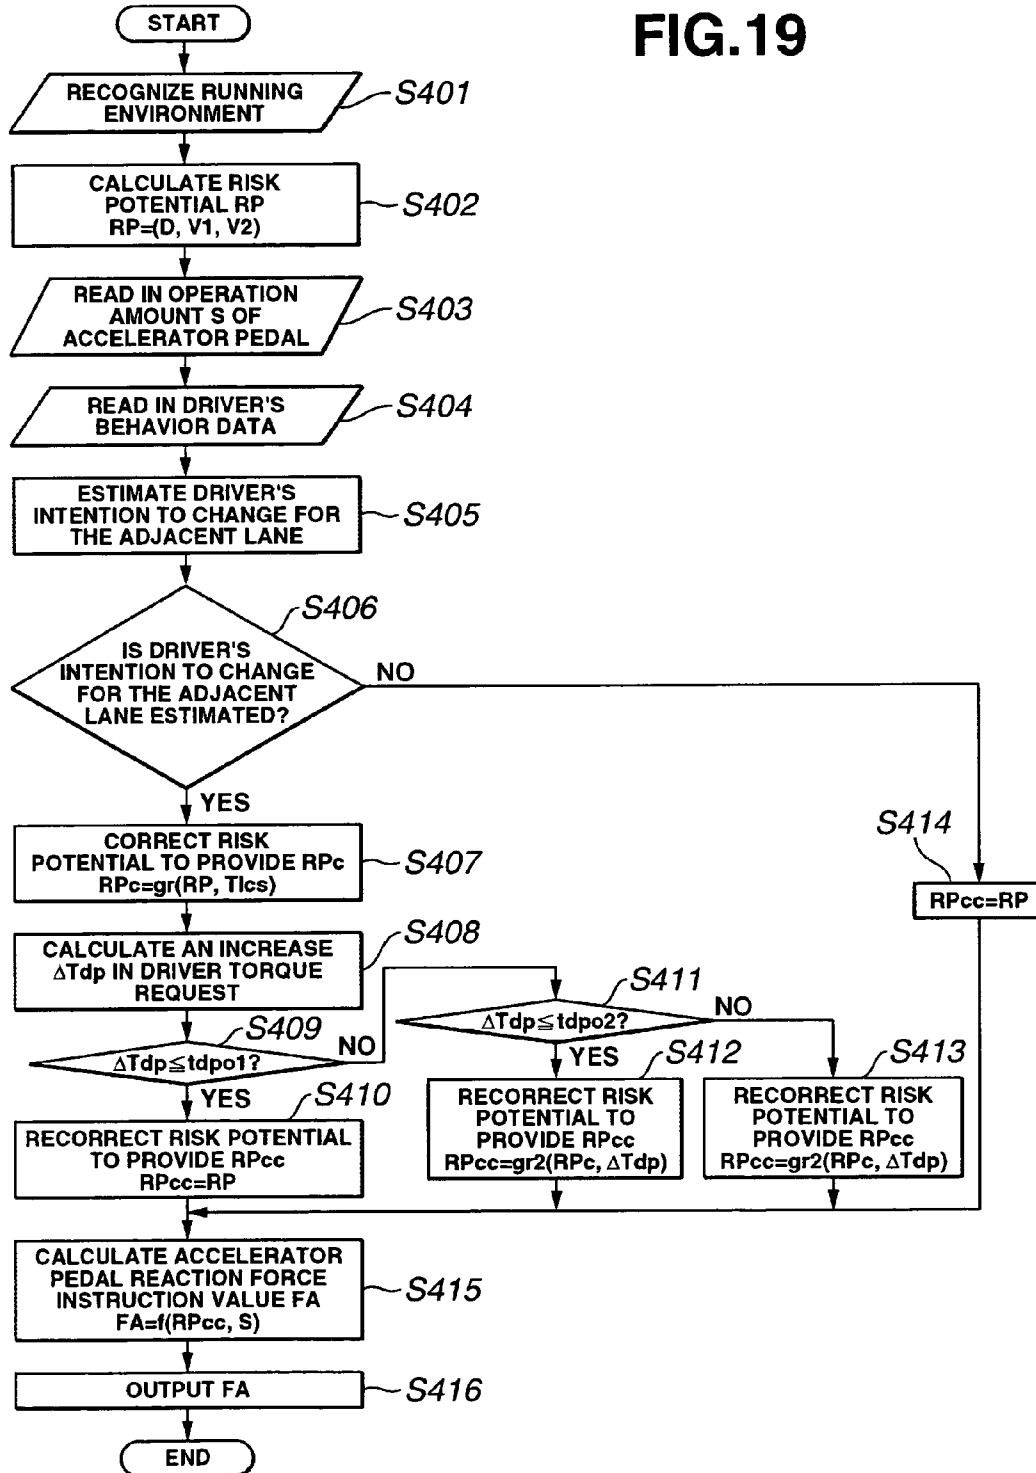 FIG.19
START
RECOGNIZE RUNNING
ENVIRONMENT
S401
CALCULATE RISK
POTENTIAL RP
RP=(D, V1, V2)
S402
READ IN OPERATION
AMOUNT S OF
ACCELERATOR PEDAL
S403
READ IN DRIVER'S
BEHAVIOR DATA
S404
ESTIMATE DRIVER'S
INTENTION TO CHANGE FOR
THE ADJACENT LANE
S405
S406
IS DRIVER'S
INTENTION TO CHANGE
FOR THE ADJACENT
LANE ESTIMATED?
NO
YES
CORRECT RISK
POTENTIAL TO PROVIDE RPc
RPc=gr(RP, Tlcs)
S407
S414
RPcc=RP
CALCULATE AN INCREASE
ΔTdp IN DRIVER TORQUE
REQUEST
S408
S409
ΔTdp≦tdpo1?
NO
YES
S411
ΔTdp≦tdpo2?
NO
YES
S410
RECORRECT RISK POTENTIAL
TO PROVIDE RPcc
RPcc=RP
S412
RECORRECT RISK
POTENTIAL TO
PROVIDE RPcc
RPcc=gr2(RPc, ΔTdp)
S413
RECORRECT RISK
POTENTIAL TO
PROVIDE RPcc
RPcc=gr2(RPc, ΔTdp)
CALCULATE ACCELERATOR
PEDAL REACTION FORCE
INSTRUCTION VALUE FA
FA=f(RPcc, S)
S415
OUTPUT FA
S416
END